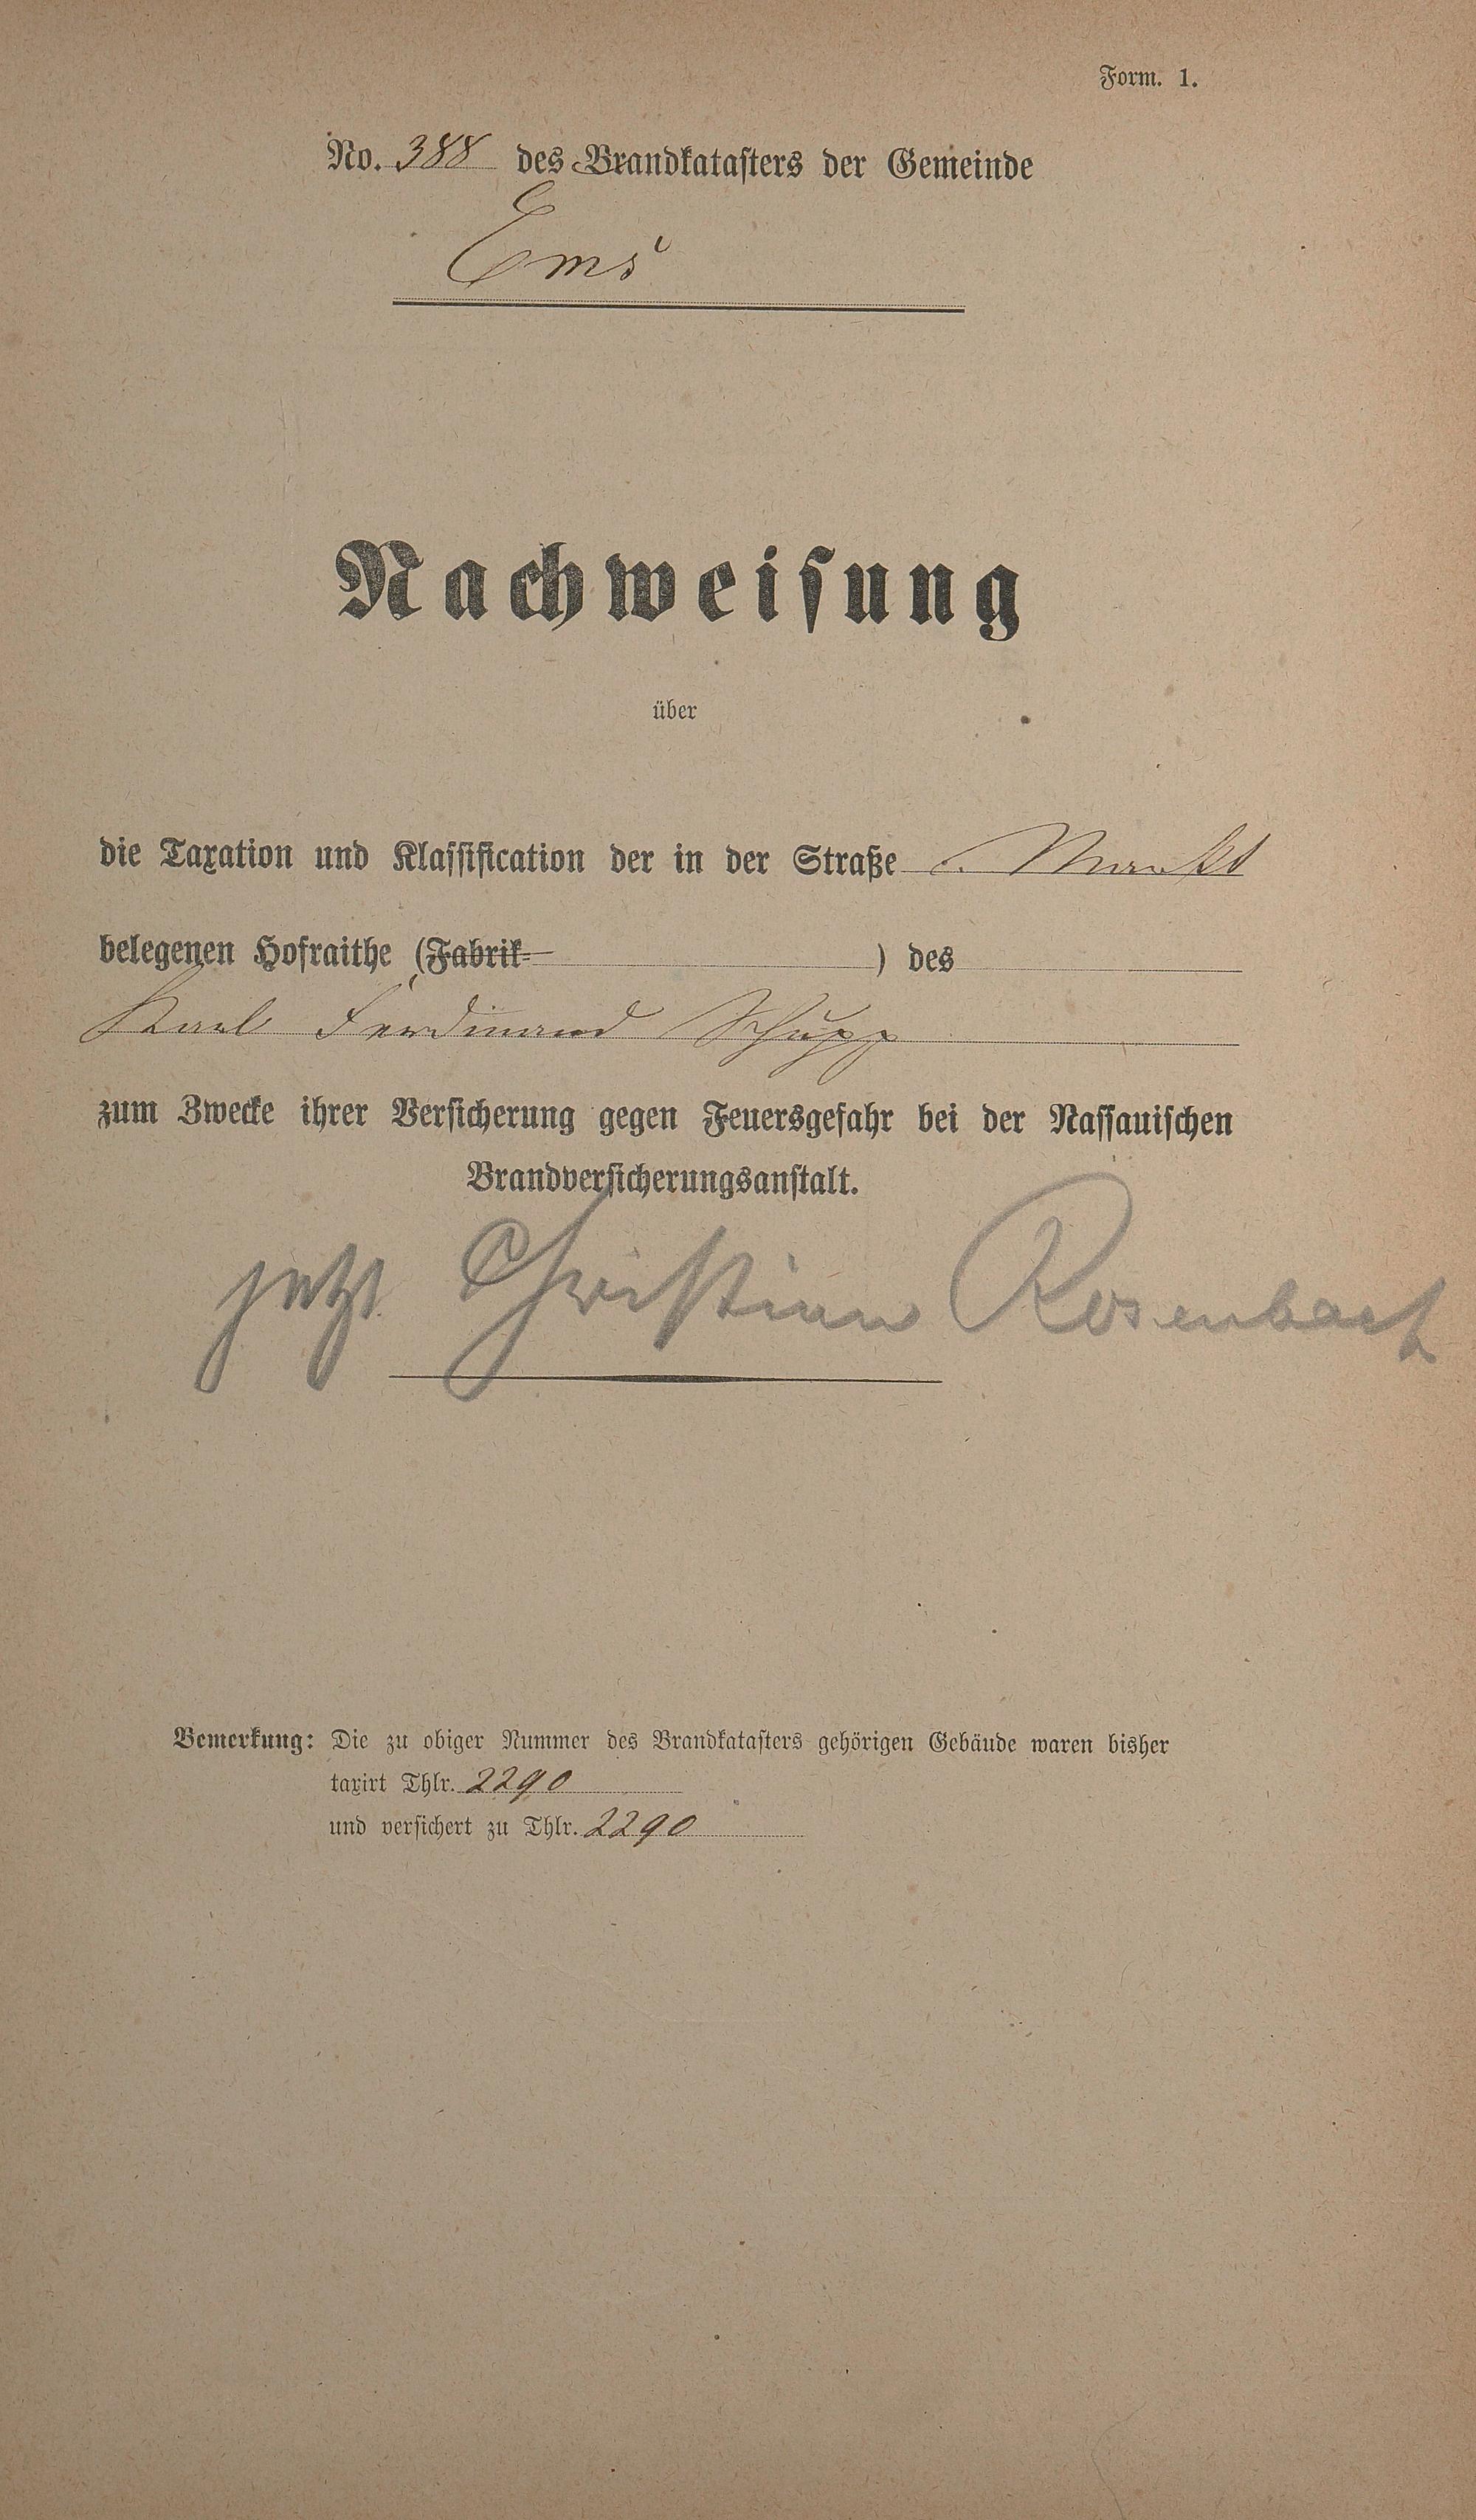 Form. 1.
No. 388 des Brandkatasters der Gemeinde
Ems
Nachweisung
über
die Taxation und Klassification der in der Straße Markt
belegenen Hofraithe (Fabrik- ) des
Karl Ferdinand Schupp
zum Zwecke ihrer Versicherung gegen Feuersgefahr bei der Nassauischen
Brandversicherungsanstalt.
jetzt Christian Rosenbach
Bemerkung: Die zu obiger Nummer des Brandkatasters gehörigen Gebäude waren bisher
taxirt Thlr. 2290
und versichert zu Thlr. 2290